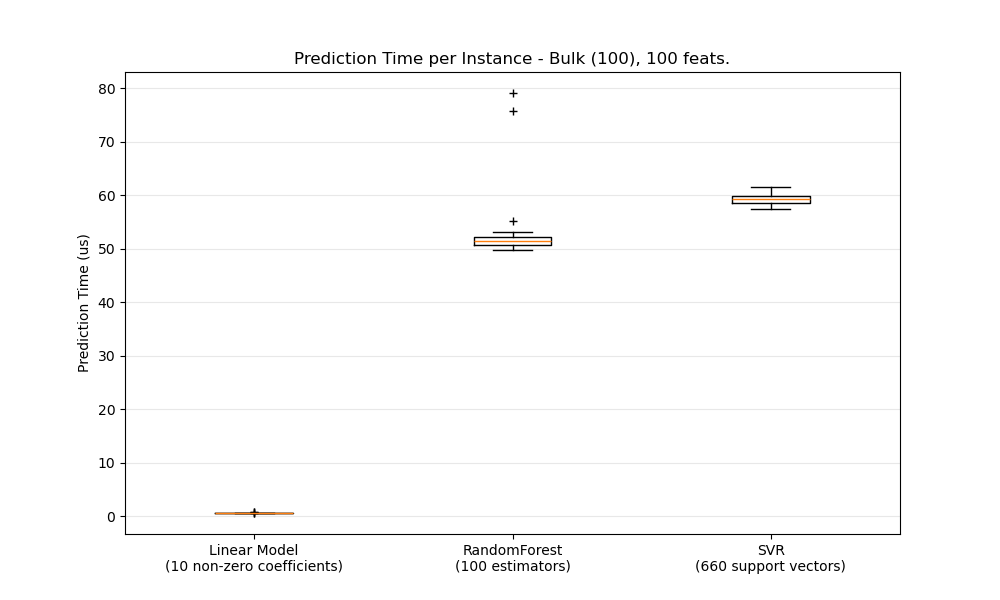 Prediction Time per Instance - Bulk (100), 100 feats.
80
70
60
50
40
30
20
10
0
Prediction Time (us)
Linear Model
(10 non-zero coefficients)
RandomForest
(100 estimators)
SVR
(660 support vectors)